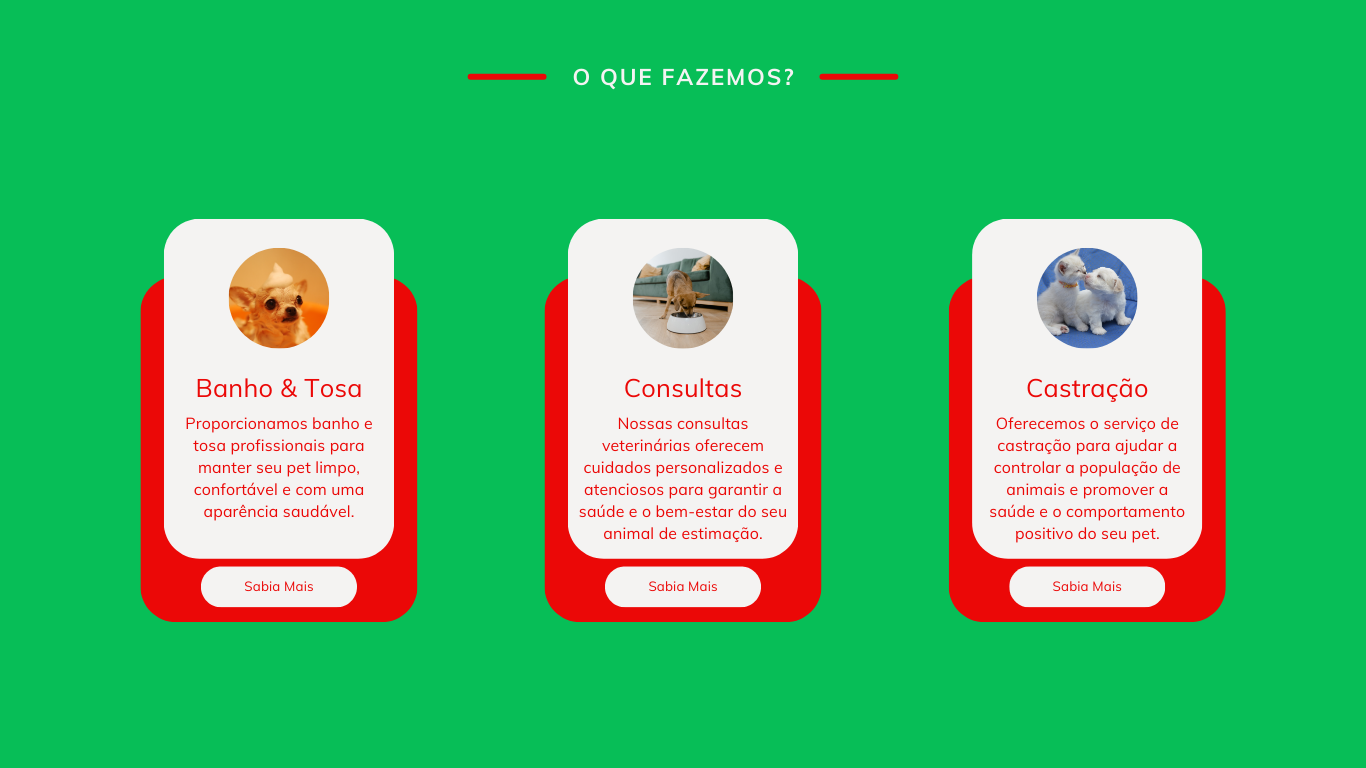 O QUE FAZEMOS?
Banho & Tosa
Proporcionamos banho e
tosa profissionais para
manter seu pet limpo,
confortável e com uma
aparência saudável.
Sabia Mais
Consultas
Nossas consultas
veterinárias oferecem
cuidados personalizados e
atenciosos para garantir a
saúde e o bem-estar do seu
animal de estimação.
Sabia Mais
Castração
Oferecemos o serviço de
castração para ajudar a
controlar a população de
animais e promover a
saúde e o comportamento
positivo do seu pet.
Sabia Mais